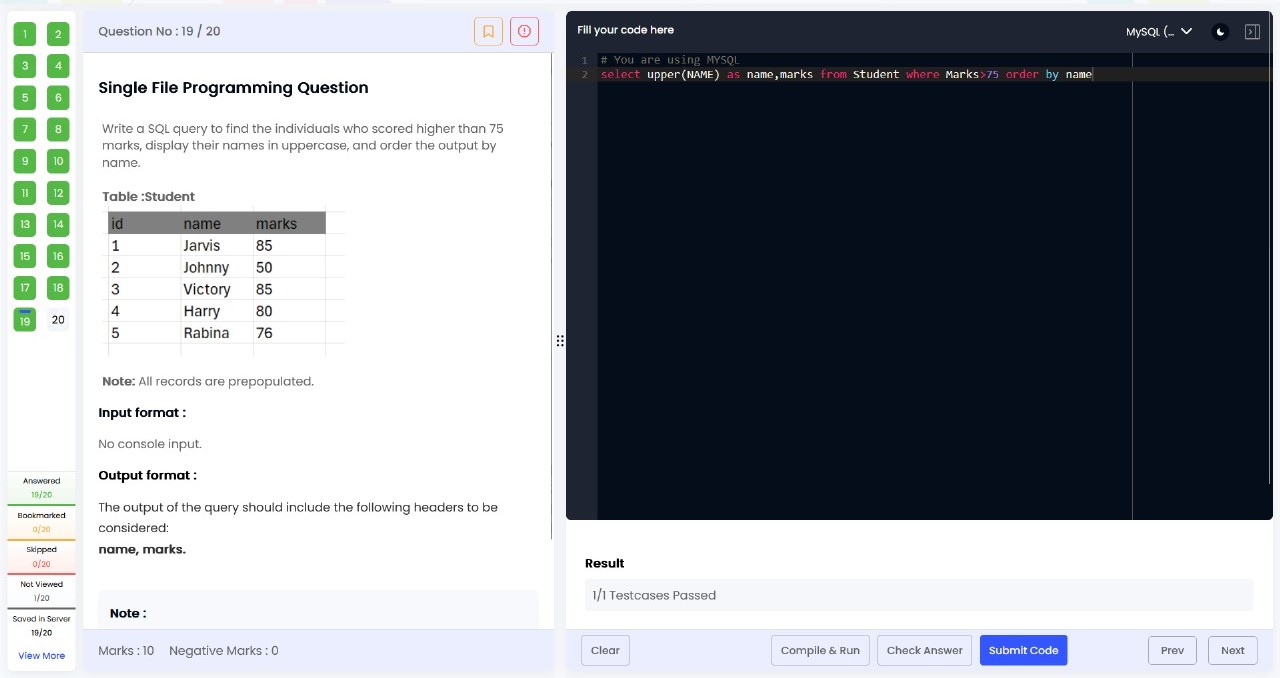 1 2
3 4
5 6
7 8
9 10
11 12
13 14
15 16
17 18
19 20
Answered
19/20
Bookmarked
0/20
Skipped
0/20
Not Viewed
1/20
Saved in Server
19/20
View More
Question No : 19 / 20
Single File Programming Question
Write a SQL query to find the individuals who scored higher than 75
marks, display their names in uppercase, and order the output by
name.
Table :Student
id name marks
1 Jarvis 85
2 Johnny 50
3 Victory 85
4 Harry 80
5 Rabina 76
Note: All records are prepopulated.
Input format :
No console input.
Output format :
The output of the query should include the following headers to be
considered:
name, marks.
Note :
Marks : 10 Negative Marks : 0
Fill your code here
MySQL (...
1 # You are using MYSQL
2 select upper(NAME) as name,marks from Student where Marks>75 order by name
Result
1/1 Testcases Passed
Clear Compile & Run Check Answer Submit Code Prev Next